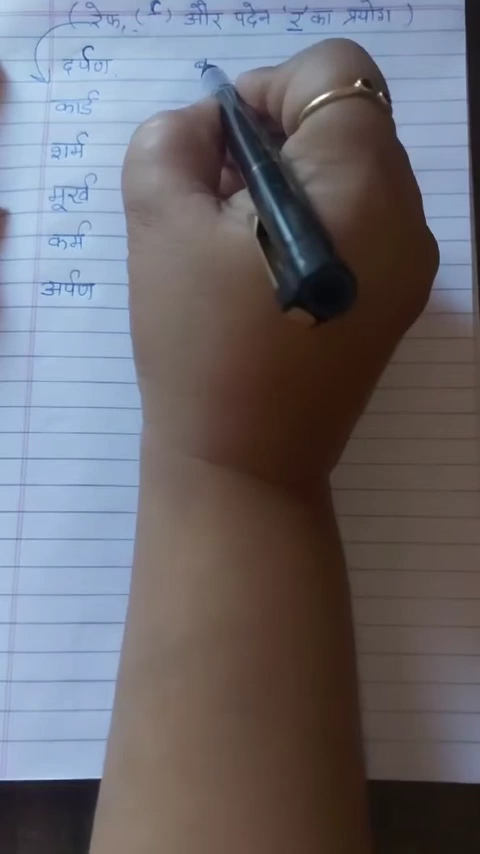 ( रेफ, (र्) और पदेन 'र' का प्रयोग )
दर्पण
कार्ड
शर्म
मूर्ख
कर्म
अर्पण